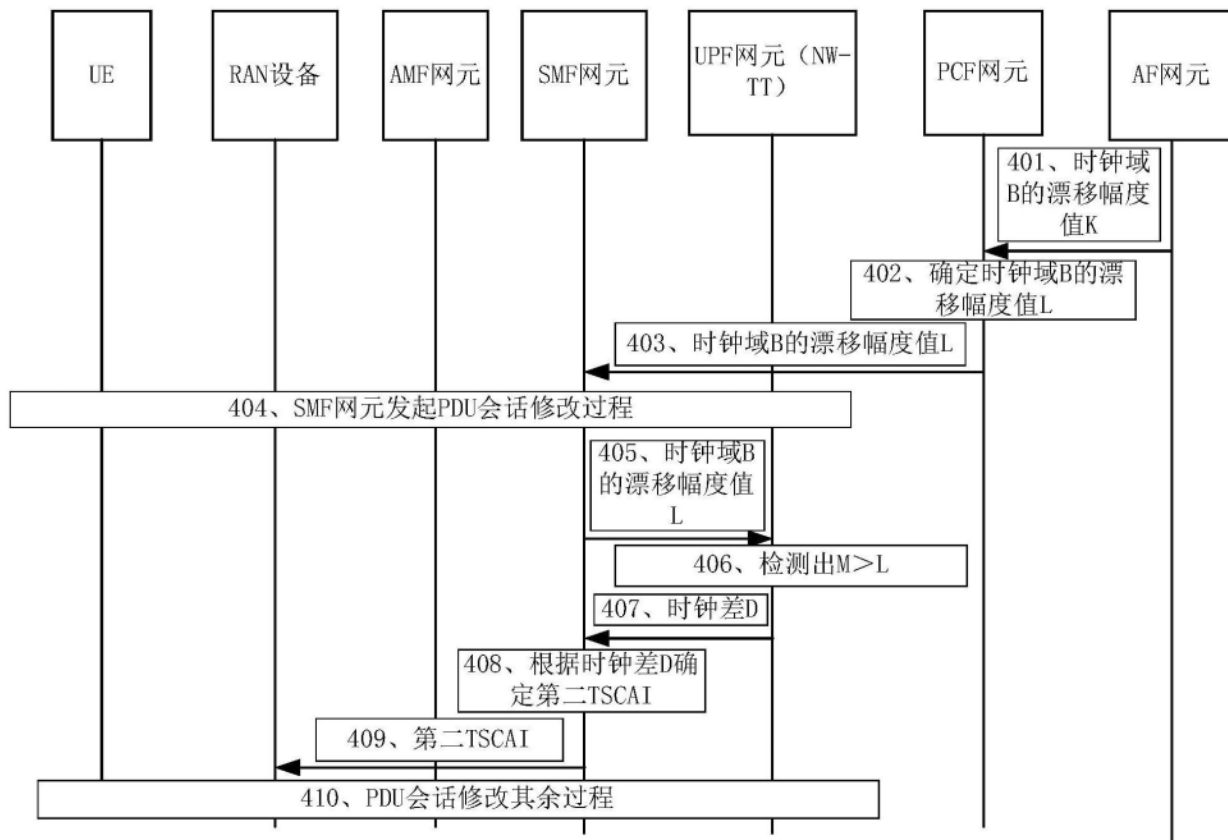 UE
RAN设备
AMF网元
SMF网元
UPF网元（NW-
TT）
PCF网元
AF网元
401、时钟域
B的漂移幅度
值K
402、确定时钟域B的漂
移幅度值L
403、时钟域B的漂移幅度值L
404、SMF网元发起PDU会话修改过程
405、时钟域B
的漂移幅度值
L
406、检测出M＞L
407、时钟差D
408、根据时钟差D确
定第二TSCAI
409、第二TSCAI
410、PDU会话修改其余过程